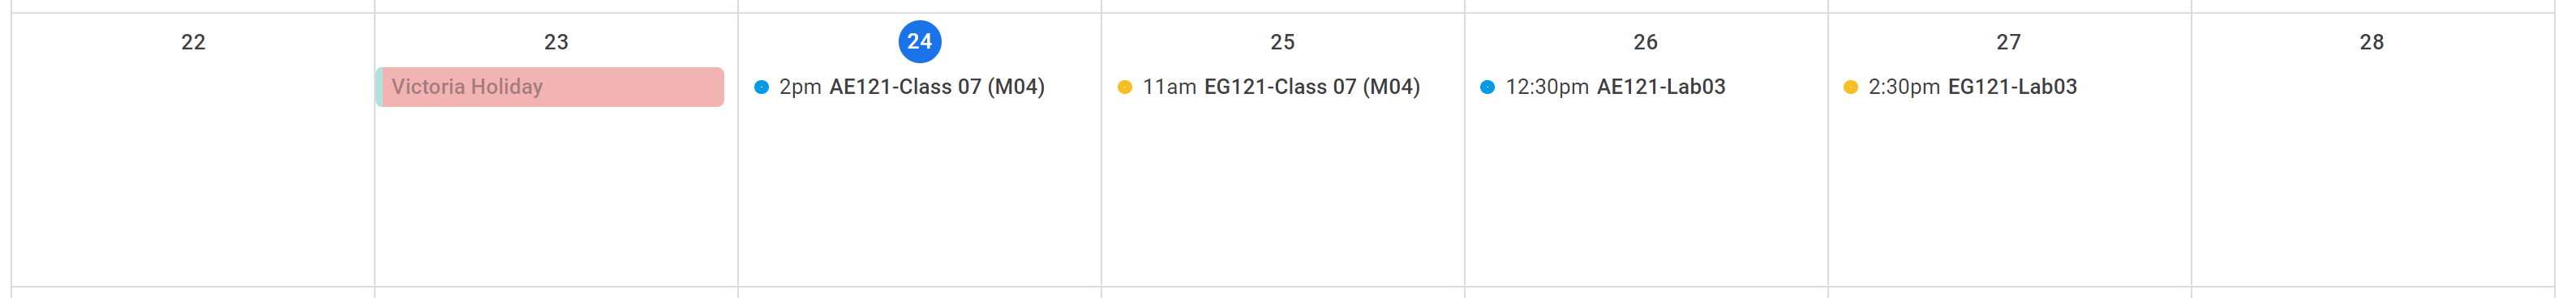 22
23
24
25
26
27
28
Victoria Holiday
2pm AE121-Class 07 (M04)
11am EG121-Class 07 (M04)
12:30pm AE121-Lab03
2:30pm EG121-Lab03